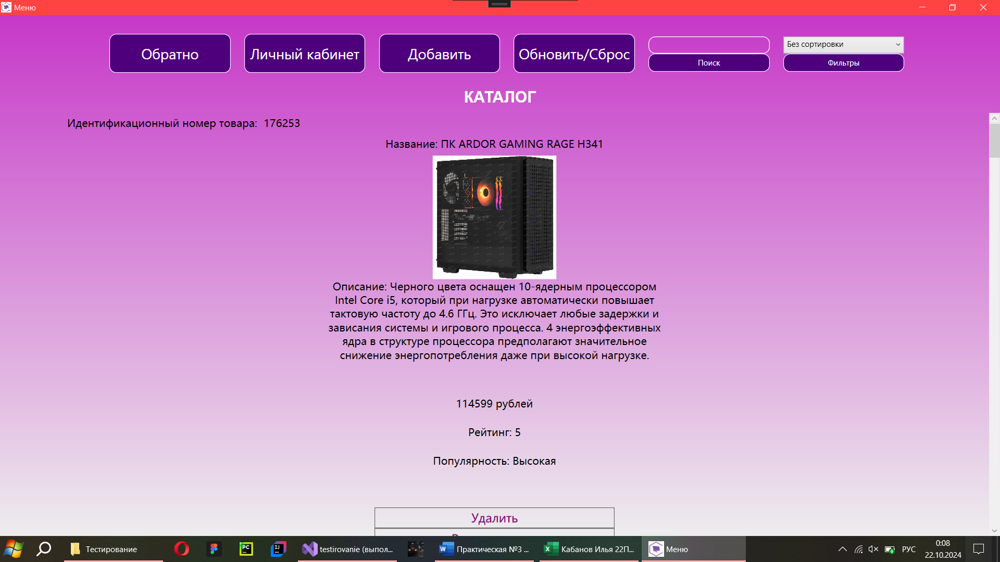 Меню
Обратно
Личный кабинет
Добавить
Обновить/Сброс
Поиск
Без сортировки
Фильтры
КАТАЛОГ
Идентификационный номер товара: 176253
Название: ПК ARDOR GAMING RAGE H341
Описание: Черного цвета оснащен 10-ядерным процессором
Intel Core i5, который при нагрузке автоматически повышает
тактовую частоту до 4.6 ГГц. Это исключает любые задержки и
зависания системы и игрового процесса. 4 энергоэффективных
ядра в структуре процессора предполагают значительное
снижение энергопотребления даже при высокой нагрузке.
114599 рублей
Рейтинг: 5
Популярность: Высокая
Удалить
Тестирование
PC
IJ
testirovanie (выпол...
Практическая №3 ...
Кабанов Илья 22П...
Меню
РУС
0:08
22.10.2024